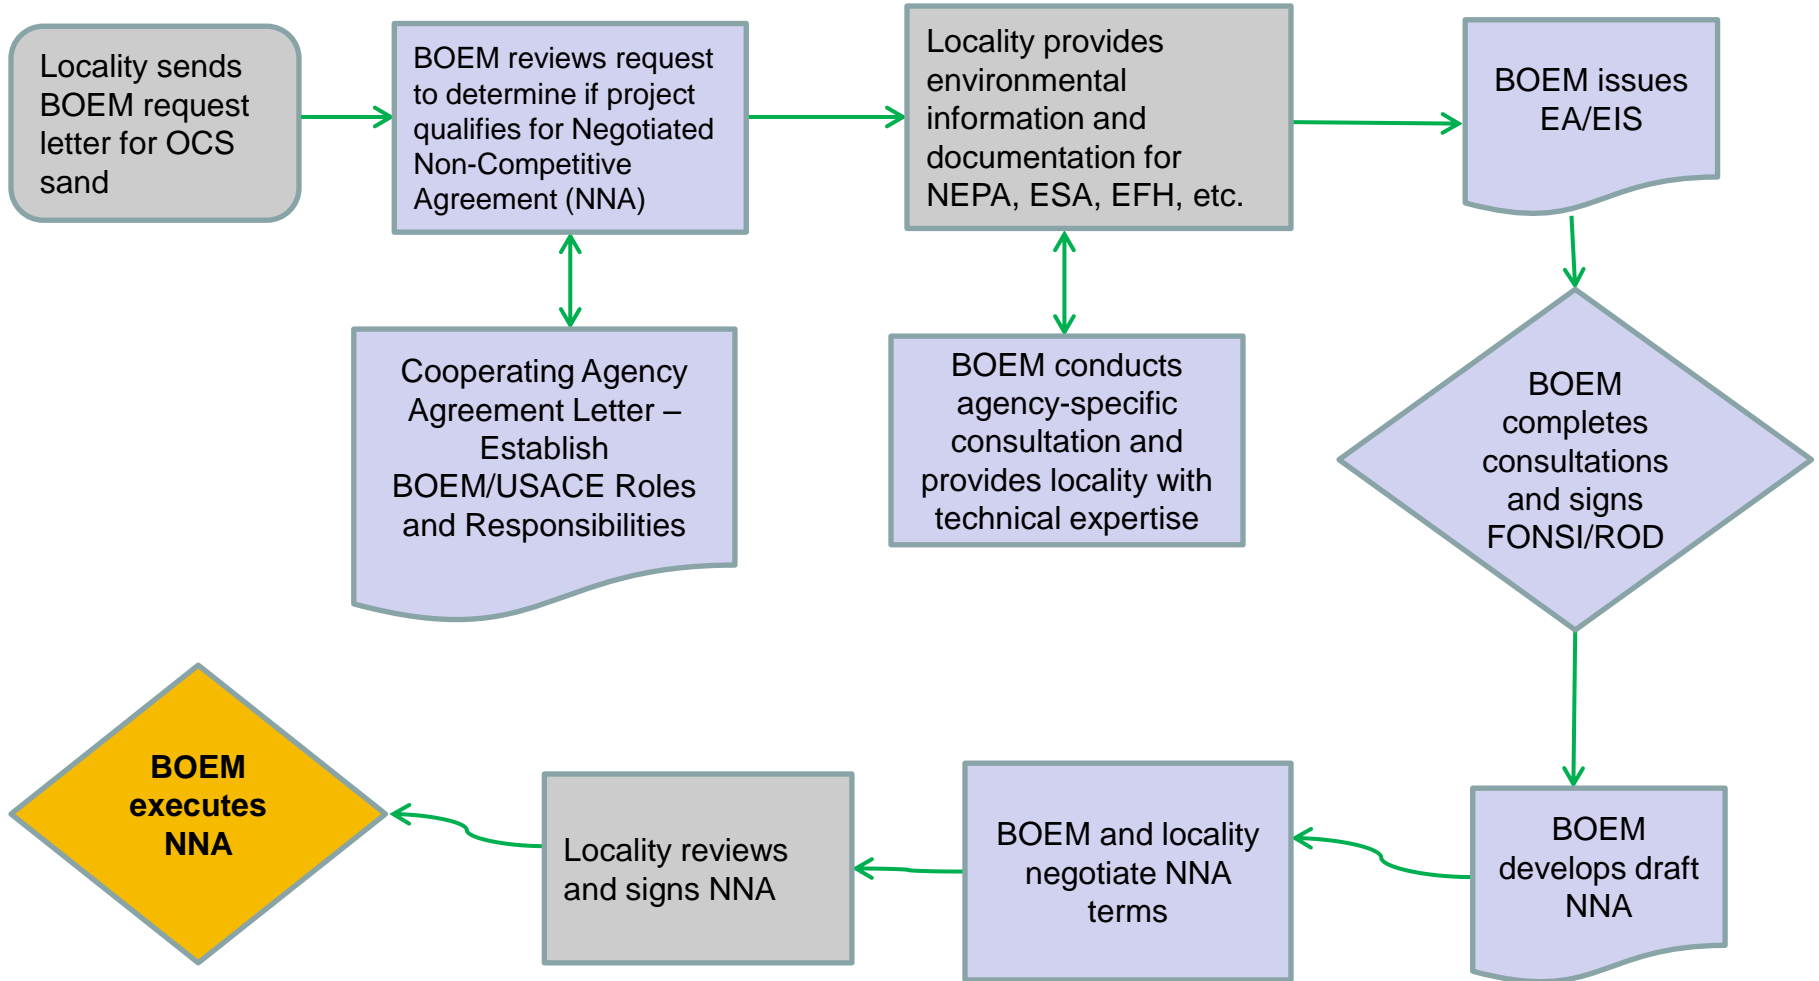 Locality sends
BOEM request
letter for OCS
sand
BOEM reviews request
to determine if project
qualifies for Negotiated
Non-Competitive
Agreement (NNA)
Locality provides
environmental
information and
documentation for
NEPA, ESA, EFH, etc.
BOEM issues
EA/EIS
Cooperating Agency
Agreement Letter –
Establish
BOEM/USACE Roles
and Responsibilities
BOEM conducts
agency-specific
consultation and
provides locality with
technical expertise
BOEM
completes
consultations
and signs
FONSI/ROD
BOEM
executes
NNA
Locality reviews
and signs NNA
BOEM and locality
negotiate NNA
terms
BOEM
develops draft
NNA